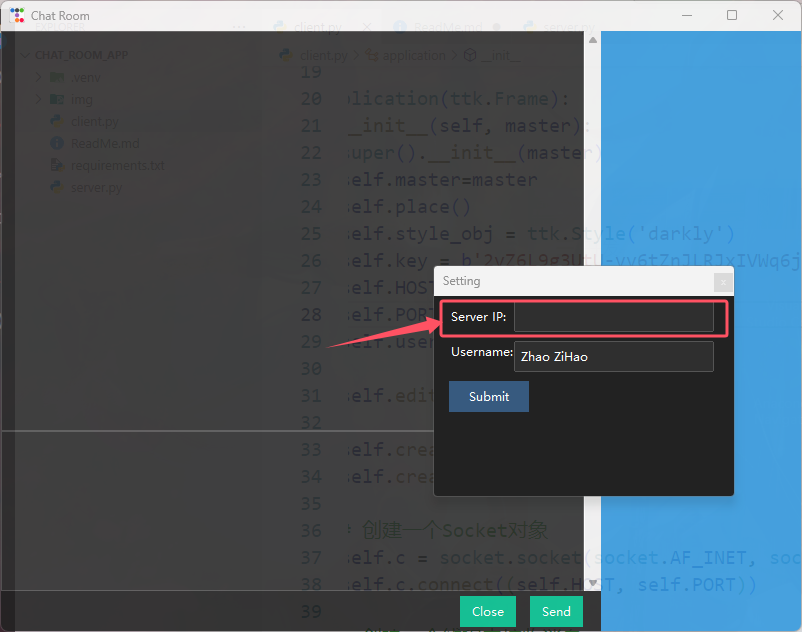 Chat Room
client.py
ReadMe.md
server.py
CHAT_ROOM_APP
client.py > application > __init__
.venv
img
client.py
ReadMe.md
requirements.txt
server.py
19
20 lication(ttk.Frame):
21 __init__(self, master):
22 super().__init__(master)
23 self.master=master
24 self.place()
25 self.style_obj = ttk.Style('darkly')
26 self.key =
27 self.HOST
28 self.PORT
29 self.user
30
31 self.edi
32
33 self.crea
34 self.crea
35
36 创建一个Socket对象
37 self.c = socket.socket(socket.AF_INET, soc
38 self.c.connect((self.HOST, self.PORT))
39
Setting
x
Server IP:
Username: Zhao ZiHao
Submit
Close
Send